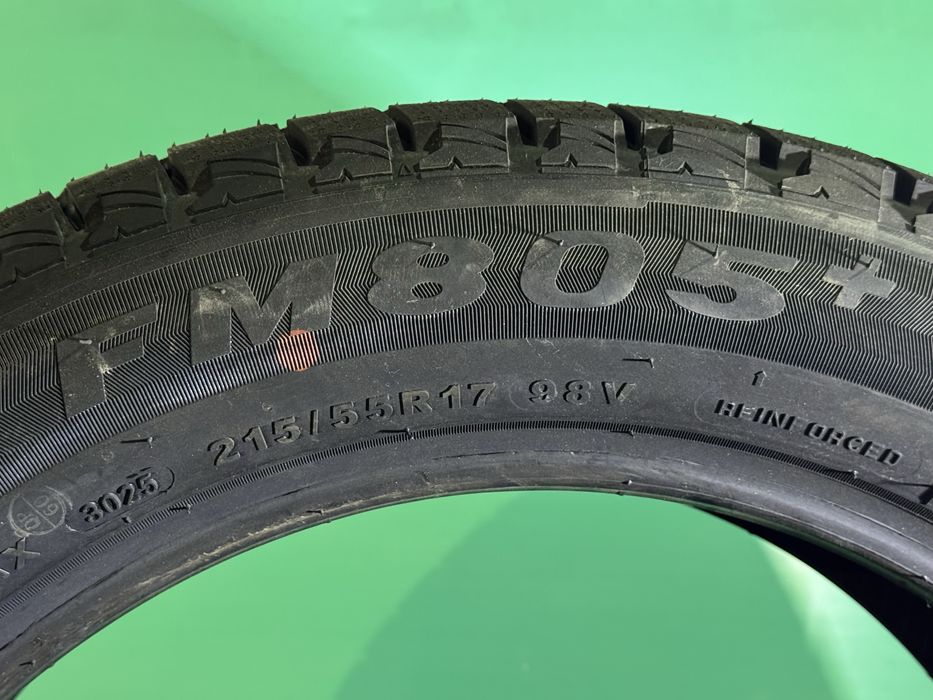 FM805+
215/55R17 98V
REINFORCED
3025